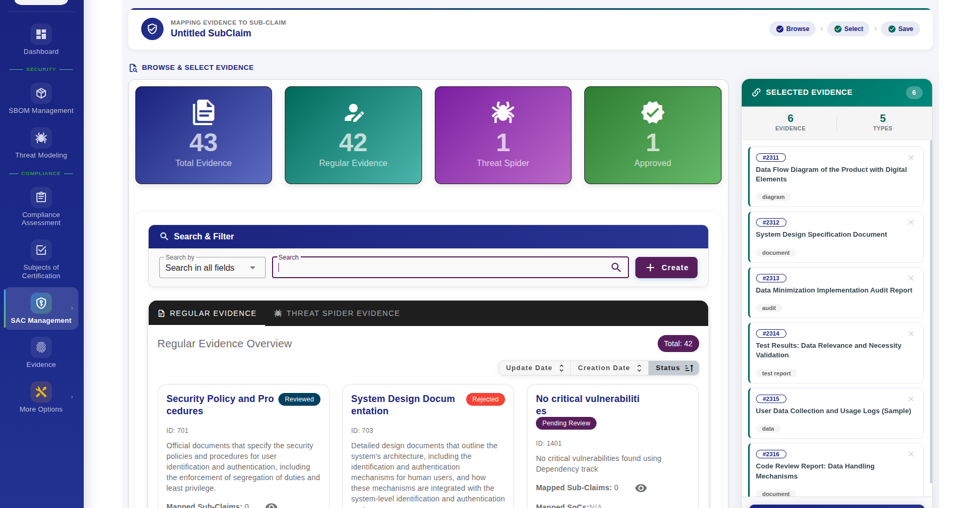 Dashboard
SECURITY
SBOM Management
Threat Modeling
COMPLIANCE
Compliance
Assessment
Subjects of
Certification
SAC Management
Evidence
More Options
MAPPING EVIDENCE TO SUB-CLAIM
Untitled SubClaim
Browse
Select
Save
BROWSE & SELECT EVIDENCE
43
Total Evidence
42
Regular Evidence
1
Threat Spider
1
Approved
Search & Filter
Search by
Search in all fields
Search
Create
REGULAR EVIDENCE
THREAT SPIDER EVIDENCE
Regular Evidence Overview
Total: 42
Update Date
Creation Date
Status
Security Policy and Pro
cedures
Reviewed
ID: 701
Official documents that specify the security
policies and procedures for user
identification and authentication, including
the enforcement of segregation of duties and
least privilege.
Mapped Sub-Claims: 0
System Design Docum
entation
Rejected
ID: 703
Detailed design documents that outline the
system's architecture, including the
identification and authentication
mechanisms for human users, and how
these mechanisms are integrated with the
system-level identification and authentication
No critical vulnerabiliti
es
Pending Review
ID: 1401
No critical vulnerabilities found using
Dependency track
Mapped Sub-Claims: 0
Mapped SoCs: N/A
SELECTED EVIDENCE
6
6
EVIDENCE
5
TYPES
#2311
Data Flow Diagram of the Product with Digital
Elements
diagram
#2312
System Design Specification Document
document
#2313
Data Minimization Implementation Audit Report
audit
#2314
Test Results: Data Relevance and Necessity
Validation
test report
#2315
User Data Collection and Usage Logs (Sample)
data
#2316
Code Review Report: Data Handling
Mechanisms
document